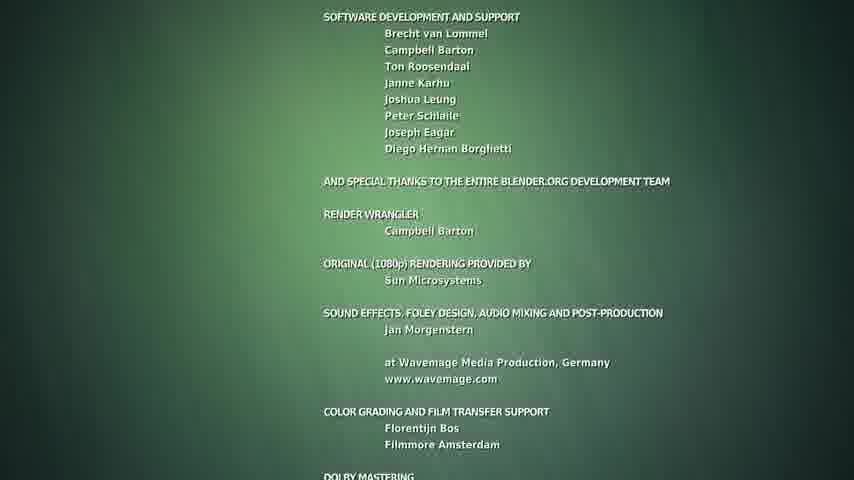 SOFTWARE DEVELOPMENT AND SUPPORT
Brecht van Lommel
Campbell Barton
Ton Roosendaal
Janne Karhu
Joshua Leung
Peter Schlaile
Joseph Eagar
Diego Hernan Borghetti
AND SPECIAL THANKS TO THE ENTIRE BLENDER.ORG DEVELOPMENT TEAM
RENDER WRANGLER
Campbell Barton
ORIGINAL (1080p) RENDERING PROVIDED BY
Sun Microsystems
SOUND EFFECTS, FOLEY DESIGN, AUDIO MIXING AND POST-PRODUCTION
Jan Morgenstern
at Wavemage Media Production, Germany
www.wavemage.com
COLOR GRADING AND FILM TRANSFER SUPPORT
Florentijn Bos
Filmmore Amsterdam
DOLBY MASTERING